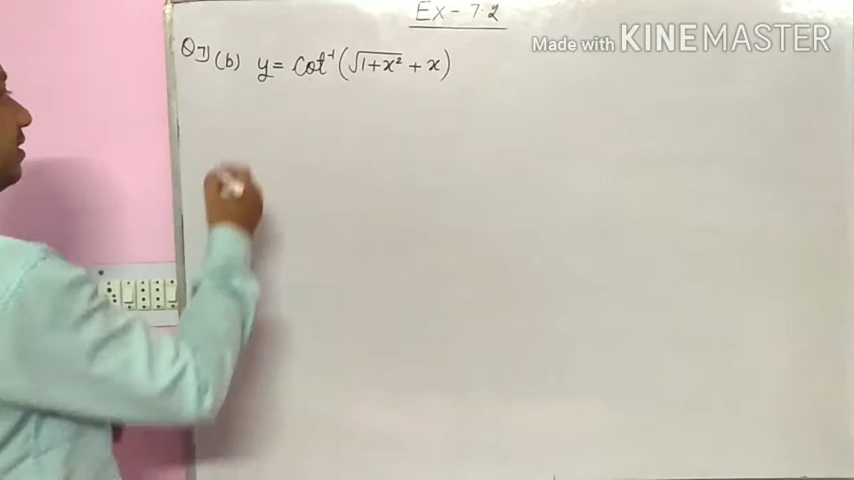 Ex - 7.2
Made with KINEMASTER
Q7) (b) y = cot⁻¹(√1+x² + x)